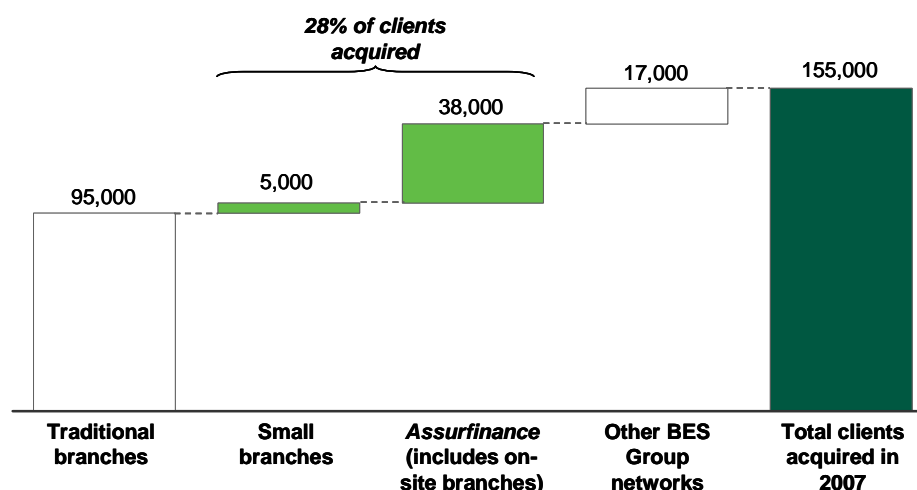 28% of clients
acquired
17,000
155,000
38,000
5,000
95,000
Traditional
branches
Small
branches
Assurfinance
(includes on-
site branches)
Other BES
Group
networks
Total clients
acquired in
2007